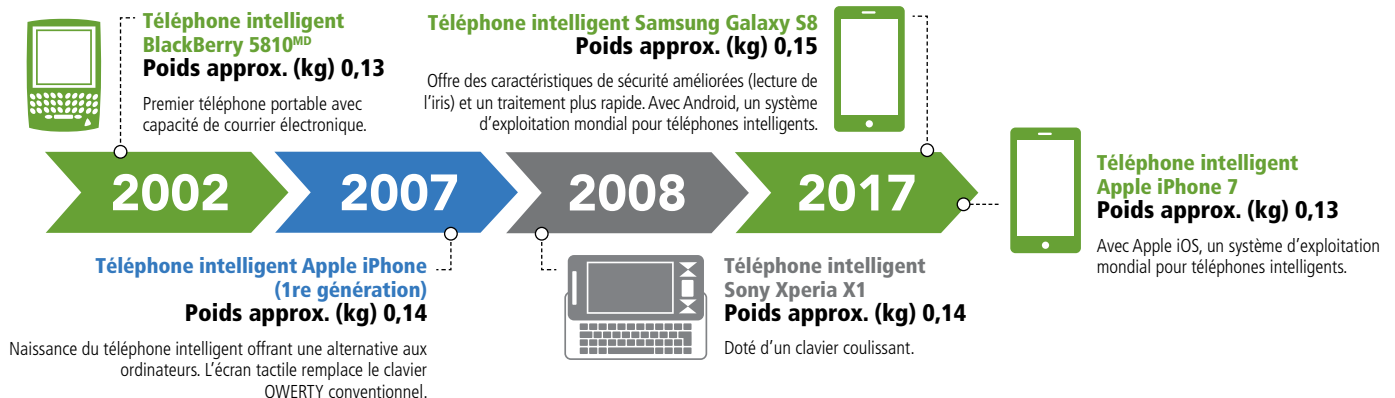 Téléphone intelligent
BlackBerry 5810ᴹᴰ
Poids approx. (kg) 0,13
Premier téléphone portable avec
capacité de courrier électronique.
Téléphone intelligent Samsung Galaxy S8
Poids approx. (kg) 0,15
Offre des caractéristiques de sécurité améliorées (lecture de
l’iris) et un traitement plus rapide. Avec Android, un système
d’exploitation mondial pour téléphones intelligents.
2002
2007
2008
2017
Téléphone intelligent
Apple iPhone 7
Poids approx. (kg) 0,13
Avec Apple iOS, un système d’exploitation
mondial pour téléphones intelligents.
Téléphone intelligent Apple iPhone
(1re génération)
Poids approx. (kg) 0,14
Naissance du téléphone intelligent offrant une alternative aux
ordinateurs. L’écran tactile remplace le clavier
QWERTY conventionnel.
Téléphone intelligent
Sony Xperia X1
Poids approx. (kg) 0,14
Doté d’un clavier coulissant.